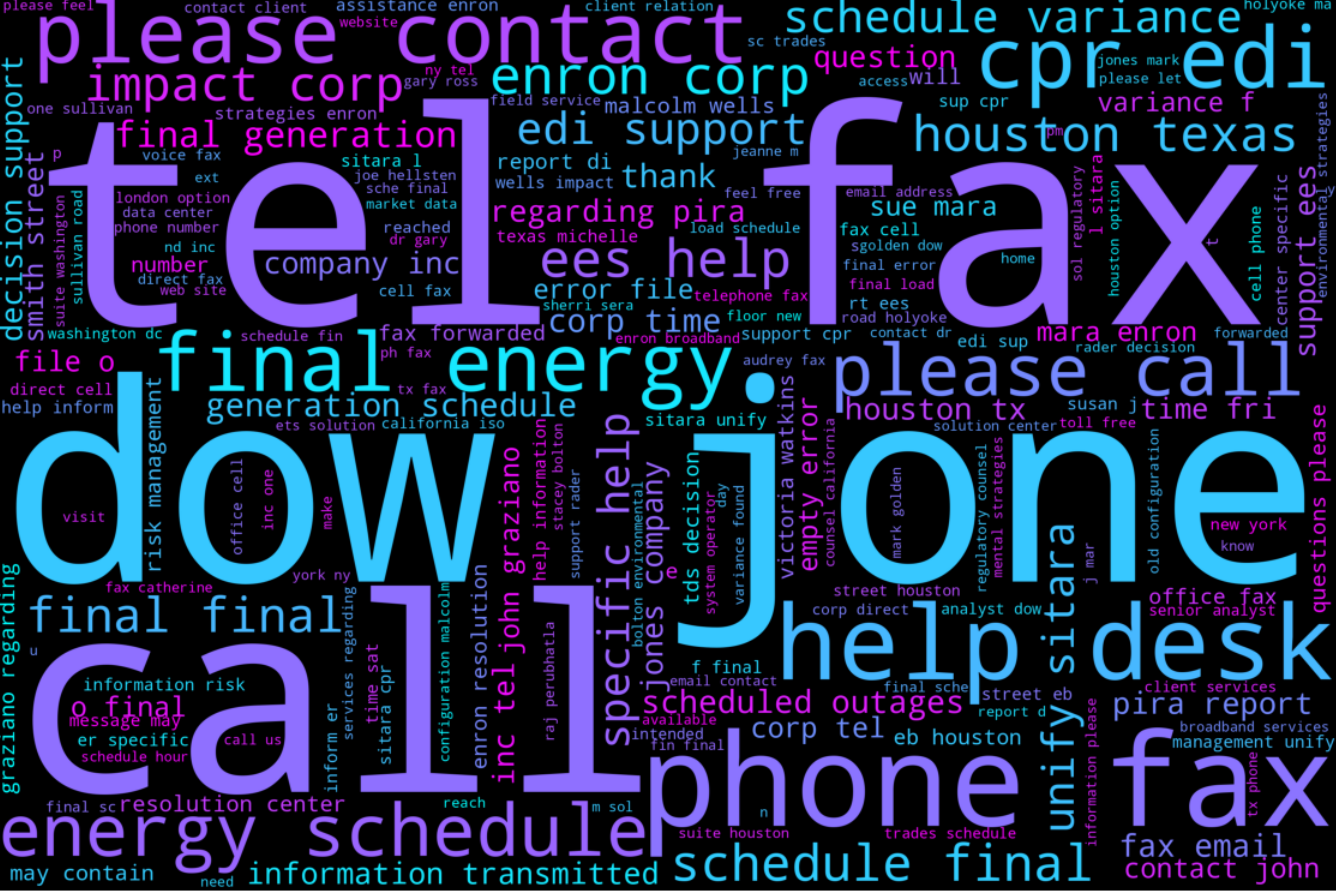 please feel
contact client
assistance enron
client relation
holyoke ma
please contact
website
schedule variance
sc trades
question
cpr edi
jones mark
please let
impact corp
ny tel
gary ross
enron corp
access
will
one sullivan
strategies enron
field service
malcolm wells
sup cpr
variance f
decision support
final generation
edi support
houston texas
pm
environmental strategies
tel fax
smith street
p
voice fax
ext
sitara l
joe hellsten
sche final
market data
report di
wells impact
thank
jeanne m
feel free
email address
sue mara
l sitara
support ees
london option
data center
phone number
reached
dr gary
regarding pira
texas michelle
load schedule
fax cell
sgolden dow
sol regulatory
houston option
cell phone
center specific
t
suite washington
sullivan road
nd inc
number
direct fax
web site
company inc
cell fax
ees help
error file
sherri sera
telephone fax
final error
final load
home
rt ees
road holyoke
floor new
washington dc
schedule fin
fax forwarded
corp time
enron broadband
support cpr
contact dr
edi sup
mara enron
forwarded
file o
final energy
ph fax
audrey fax
rader decision
please call
direct cell
help inform
risk management
tx fax
generation schedule
ets solution
california iso
sitara unify
victoria watkins
houston tx
solution center
susan j
toll free
time fri
dow jone
visit
office cell
inc one
make
john graziano
help information
stacey bolton
support rader
specific help
jones company
bolton environmental
tds decision
e
system operator
day
variance found
empty error
counsel california
mark golden
regulatory counsel
mental strategies
j mar
old configuration
new york
know
questions please
graziano regarding
fax catherine
york ny
final final
call
u
information risk
o final
message may
er specific
call us
schedule hour
inform er
services regarding
time sat
sitara cpr
configuration malcolm
enron resolution
inc tel
raj perubhatla
street houston
corp direct
analyst dow
unify sitara
office fax
senior analyst
help desk
f final
email contact
scheduled outages
available
intended
fin final
corp tel
final sche
street eb
report d
eb houston
client services
pira report
broadband services
management unify
information please
tx phone
phone fax
final sc
resolution center
reach
m sol
energy schedule
n
suite houston
trades schedule
fax email
may contain
need
information transmitted
schedule final
contact john